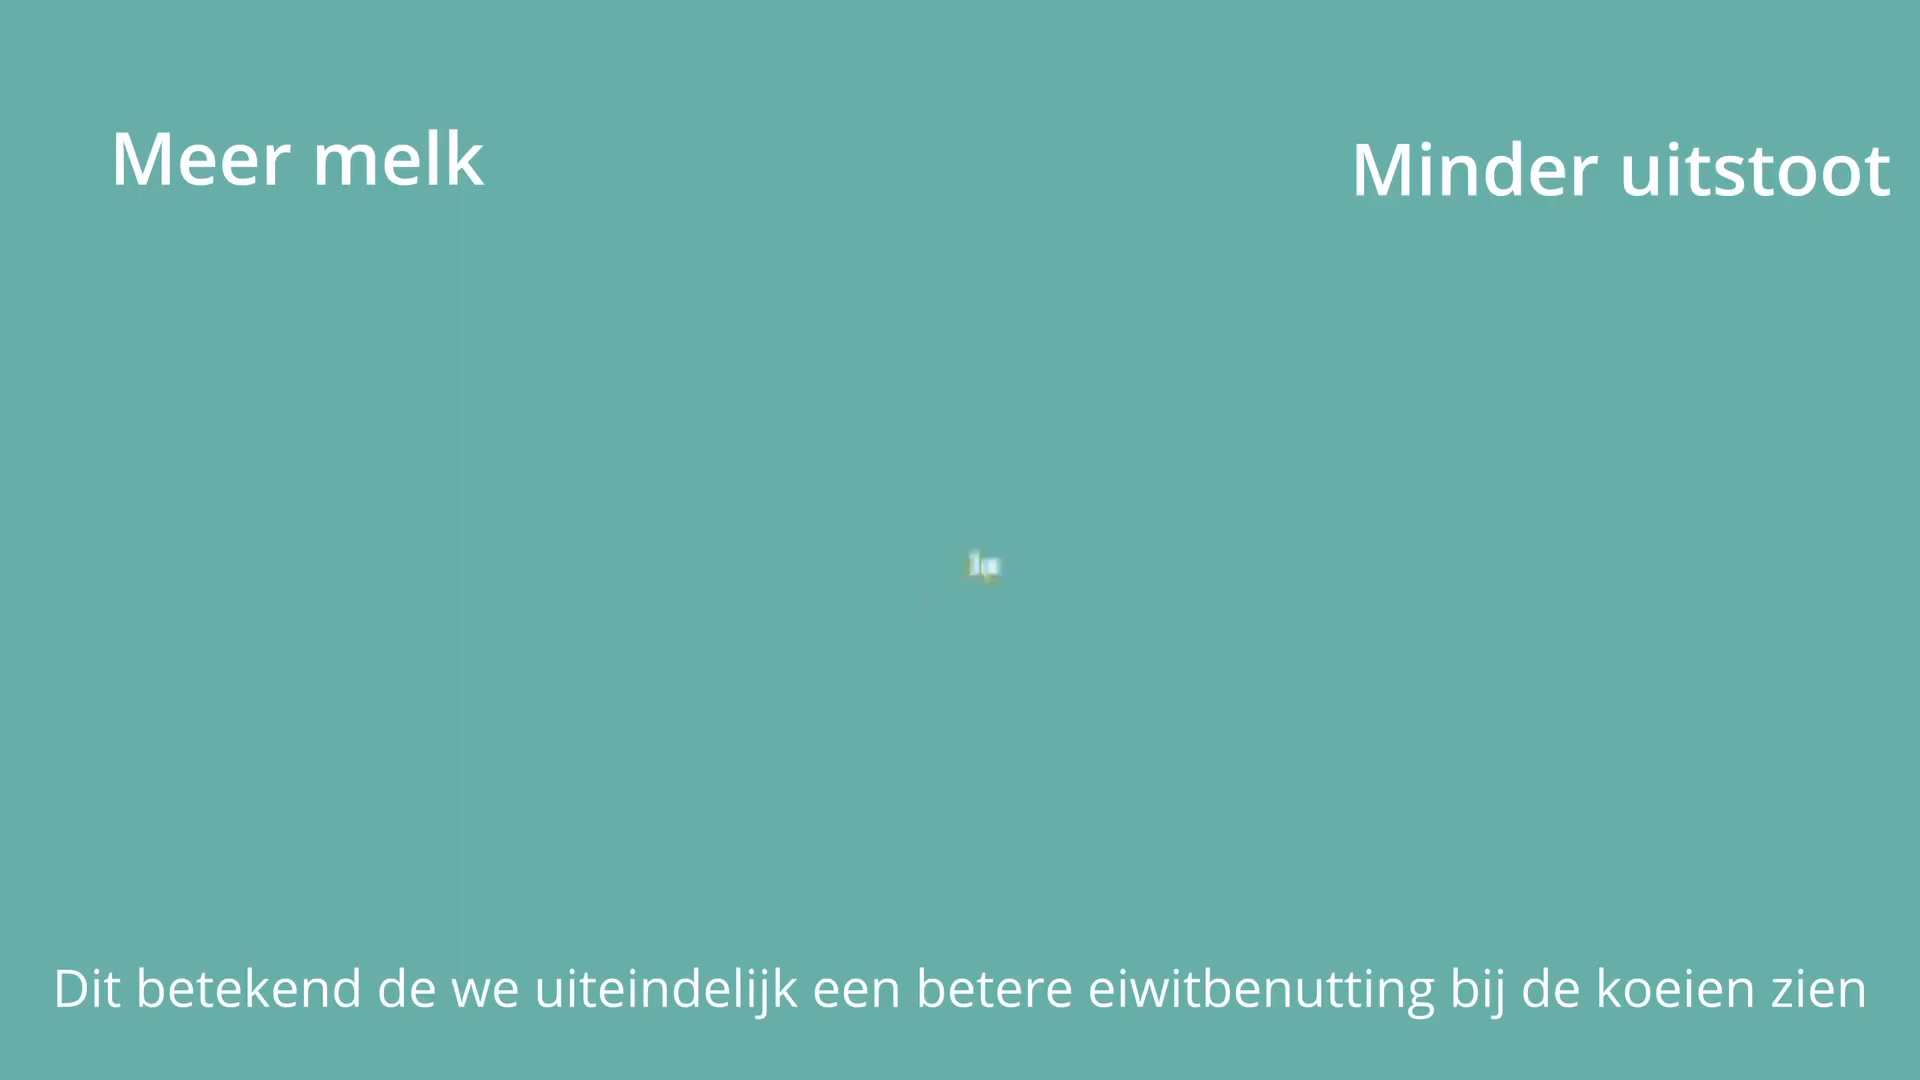 Meer melk
Minder uitstoot
Dit betekend de we uiteindelijk een betere eiwitbenutting bij de koeien zien